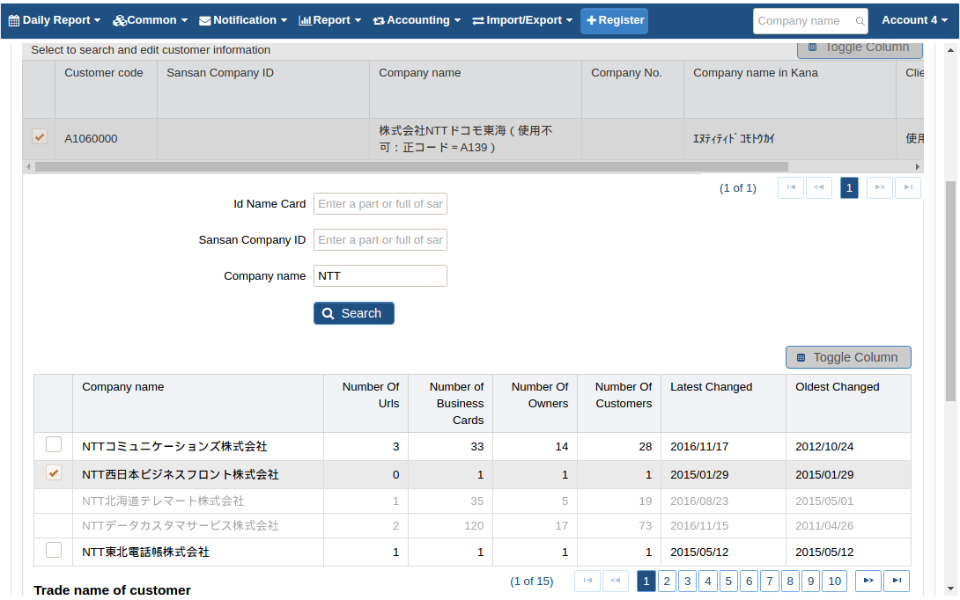 Daily Report Common Notification Report Accounting Import/Export Register Company name Account 4
Select to search and edit customer information Toggle Column
Customer code Sansan Company ID Company name Company No. Company name in Kana Clie
A1060000 株式会社NTTドコモ東海(使用不 ｴﾇﾃｨﾃｨﾄﾞｺﾓﾄｳｶｲ 使用
可:正コード=A139)
(1 of 1) 1
Id Name Card Enter a part or full of sar
Sansan Company ID Enter a part or full of sar
Company name NTT
Search
Toggle Column
Company name Number Of Number of Number Of Number Of Latest Changed Oldest Changed
Urls Business Owners Customers
Cards
NTTコミュニケーションズ株式会社 3 33 14 28 2016/11/17 2012/10/24
NTT西日本ビジネスフロント株式会社 0 1 1 1 2015/01/29 2015/01/29
NTT北海道テレマート株式会社 1 35 5 19 2016/08/23 2015/05/01
NTTデータカスタマサービス株式会社 2 120 17 73 2016/11/15 2011/04/26
NTT東北電話帳株式会社 1 1 1 1 2015/05/12 2015/05/12
(1 of 15) 1 2 3 4 5 6 7 8 9 10
Trade name of customer